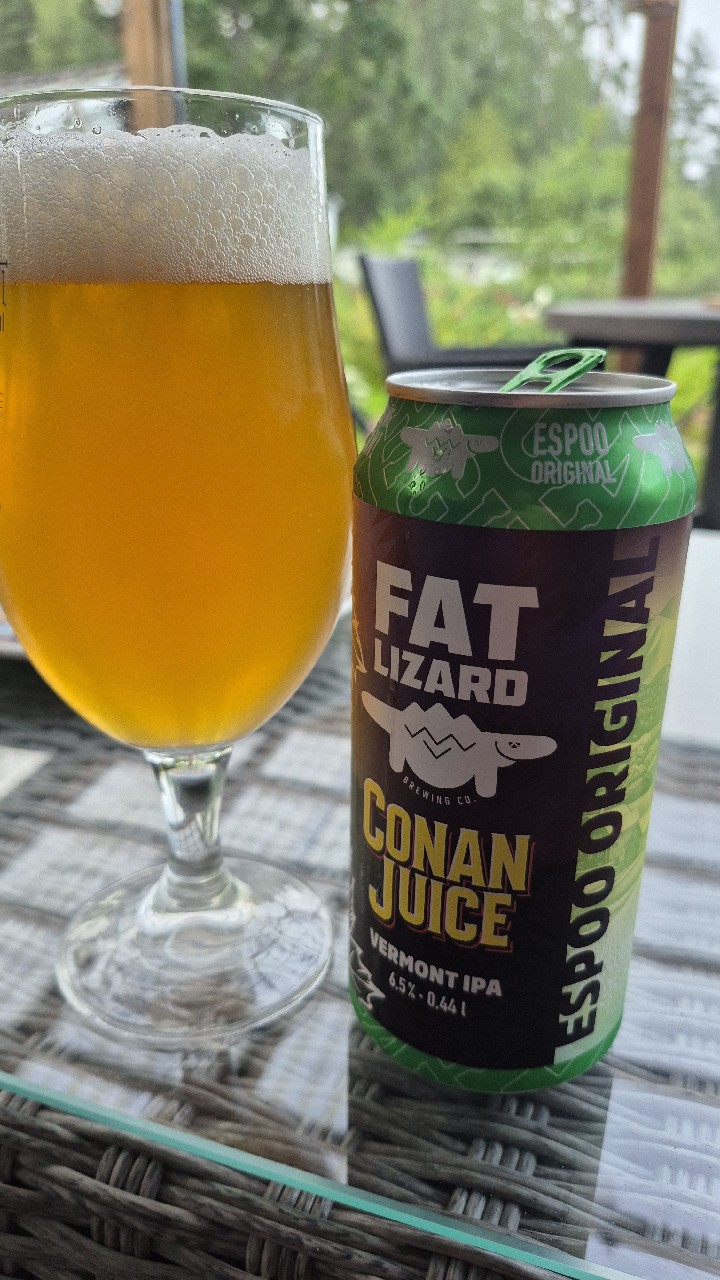 ESPOO
ORIGINAL
FAT
LIZARD
BREWING CO.
CONAN
JUICE
VERMONT IPA
6.5% - 0,44 l
ESPOO ORIGINAL